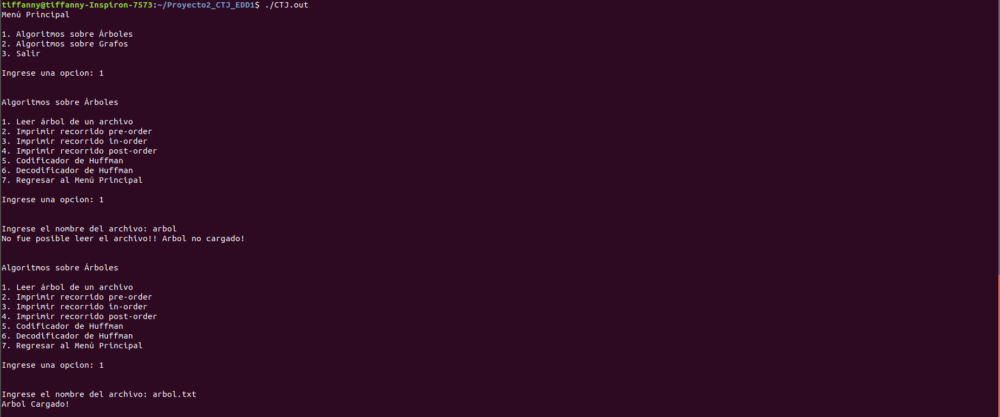 tiffanny@tiffanny-Inspiron-7573:~/Proyecto2_CTJ_EDD1$ ./CTJ.out
Menú Principal
1. Algoritmos sobre Árboles
2. Algoritmos sobre Grafos
3. Salir
Ingrese una opcion: 1
Algoritmos sobre Árboles
1. Leer árbol de un archivo
2. Imprimir recorrido pre-order
3. Imprimir recorrido in-order
4. Imprimir recorrido post-order
5. Codificador de Huffman
6. Decodificador de Huffman
7. Regresar al Menú Principal
Ingrese una opcion: 1
Ingrese el nombre del archivo: arbol
No fue posible leer el archivo!! Arbol no cargado!
Algoritmos sobre Árboles
1. Leer árbol de un archivo
2. Imprimir recorrido pre-order
3. Imprimir recorrido in-order
4. Imprimir recorrido post-order
5. Codificador de Huffman
6. Decodificador de Huffman
7. Regresar al Menú Principal
Ingrese una opcion: 1
Ingrese el nombre del archivo: arbol.txt
Arbol Cargado!